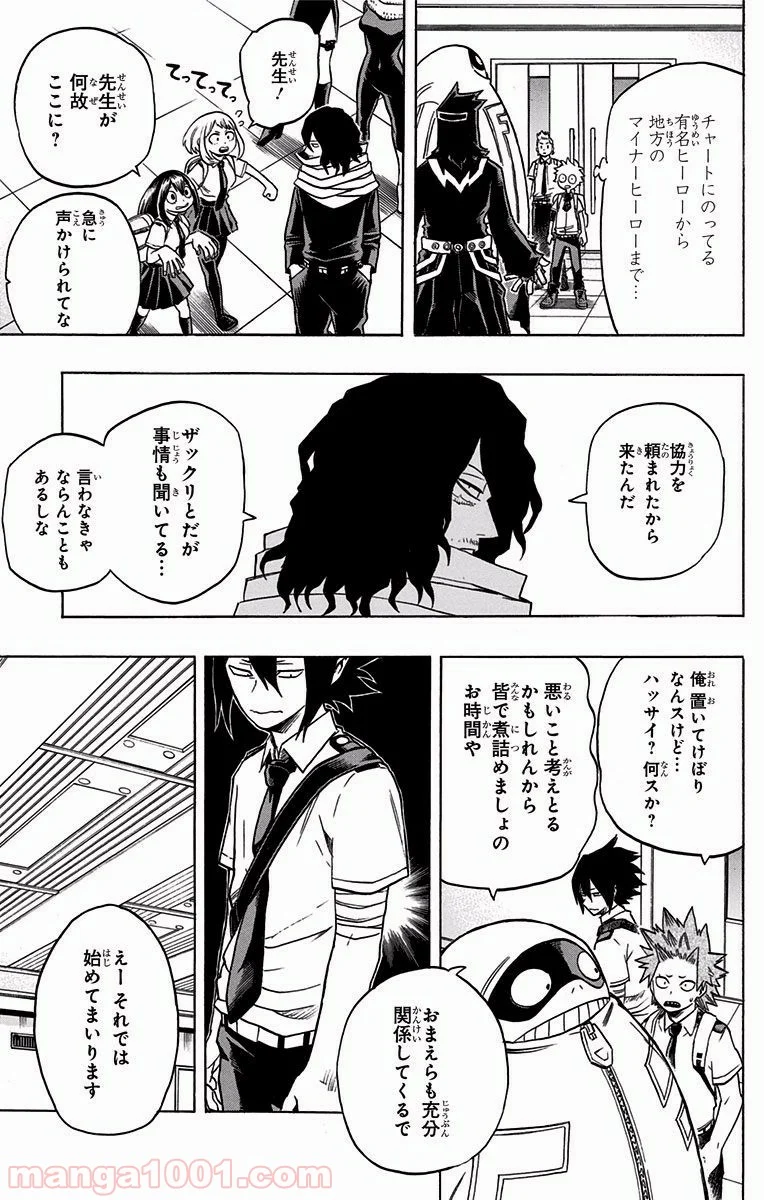 チャートにのってる
有名ヒーローから
地方の
マイナーヒーローまで…
先生!
てってってっ
先生が
何故
ここに?
急に
声かけられてな
協力を
頼まれたから
来たんだ
ザックリとだが
事情も聞いてる…
言わなきゃ
ならんことも
あるしな
俺置いてけぼり
なんスけど…
ハッサイ?何スか?
悪いこと考えとる
かもしれんから
皆で煮詰めましょの
お時間や
おまえらも充分
関係してくるで
えーそれでは
始めてまいります
manga1001.com